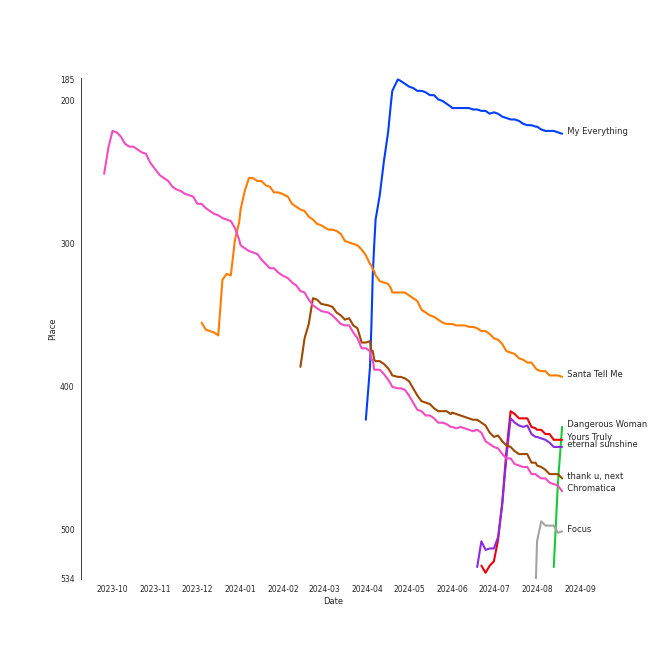 185
200
300
400
500
534
Place
2023-10
2023-11
2023-12
2024-01
2024-02
2024-03
2024-04
2024-05
2024-06
2024-07
2024-08
2024-09
Date
My Everything
Santa Tell Me
Dangerous Woman
Yours Truly
eternal sunshine
thank u, next
Chromatica
Focus